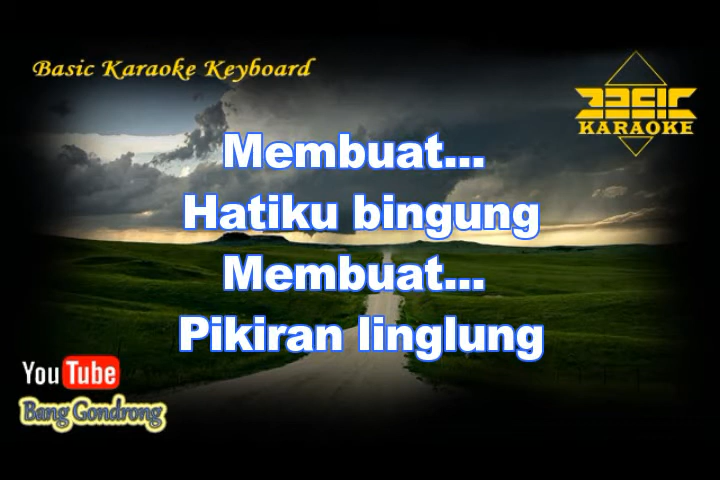 Basic Karaoke Keyboard
BASIC
KARAOKE
Membuat...
Hatiku bingung
Membuat...
Pikiran linglung
YouTube
Bang Gondrong